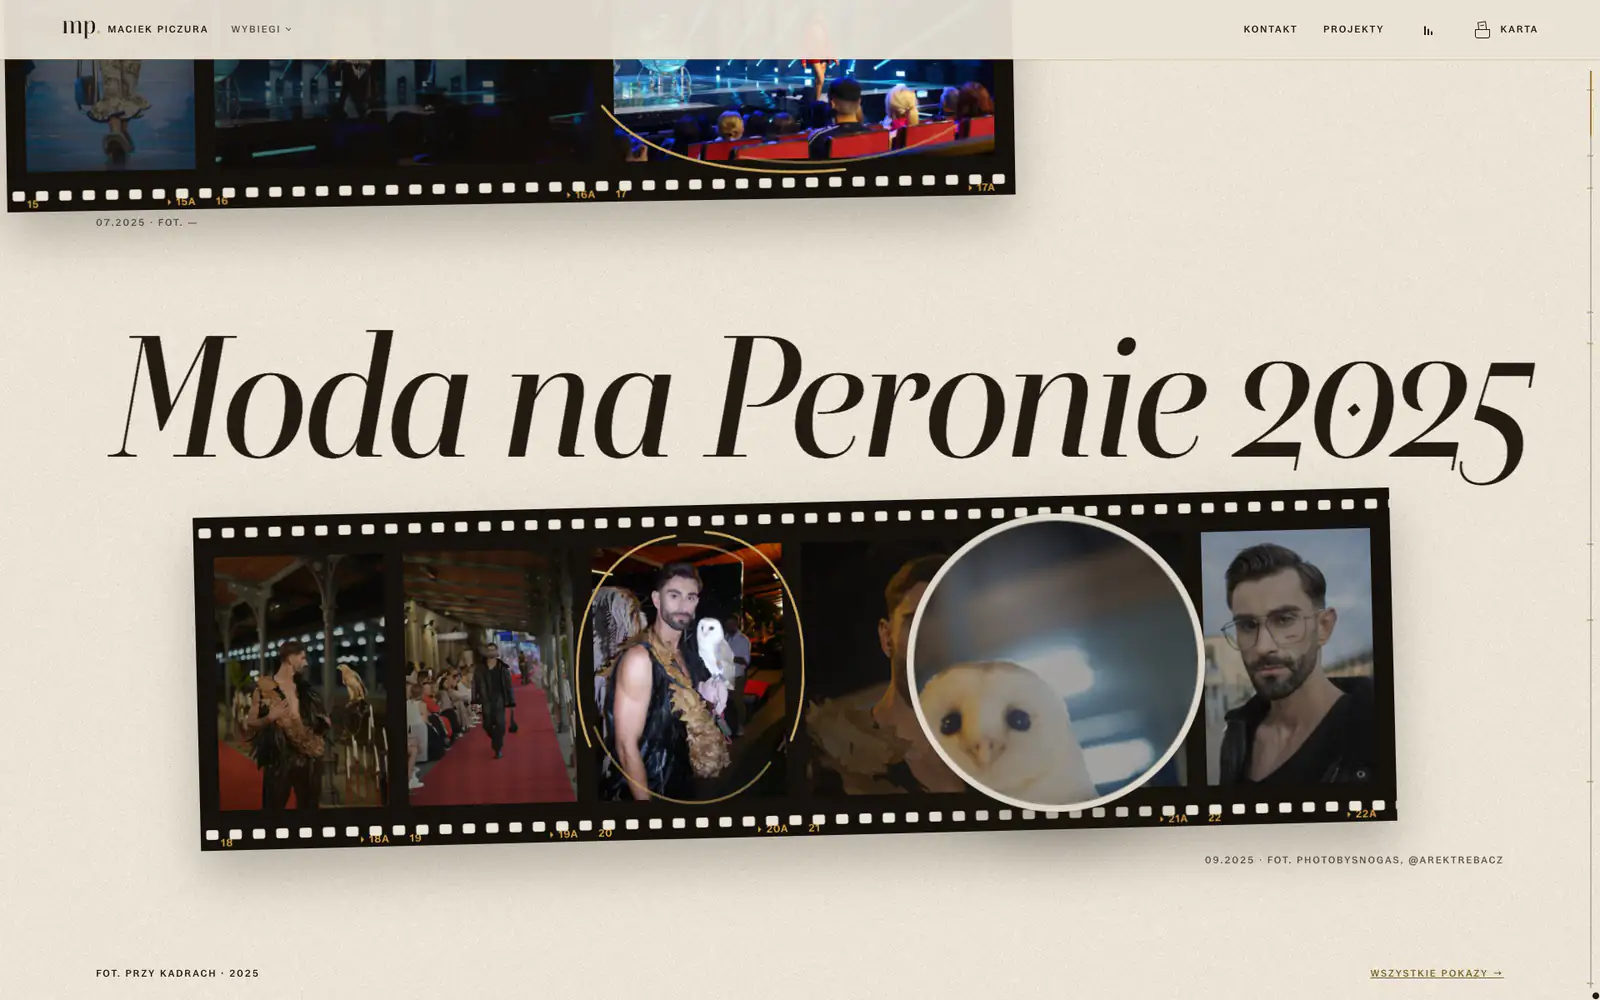 mp. MACIEK PICZURA WYBIEGI KONTAKT PROJEKTY KARTA
15 15A 16 16A 17 17A
07.2025 · FOT. —
Moda na Peronie 2025
18 18A 19 19A 20 20A 21 21A 22 22A
09.2025 · FOT. PHOTOBYSNOGAS, @AREKTREBACZ
FOT. PRZY KADRACH · 2025 WSZYSTKIE POKAZY →